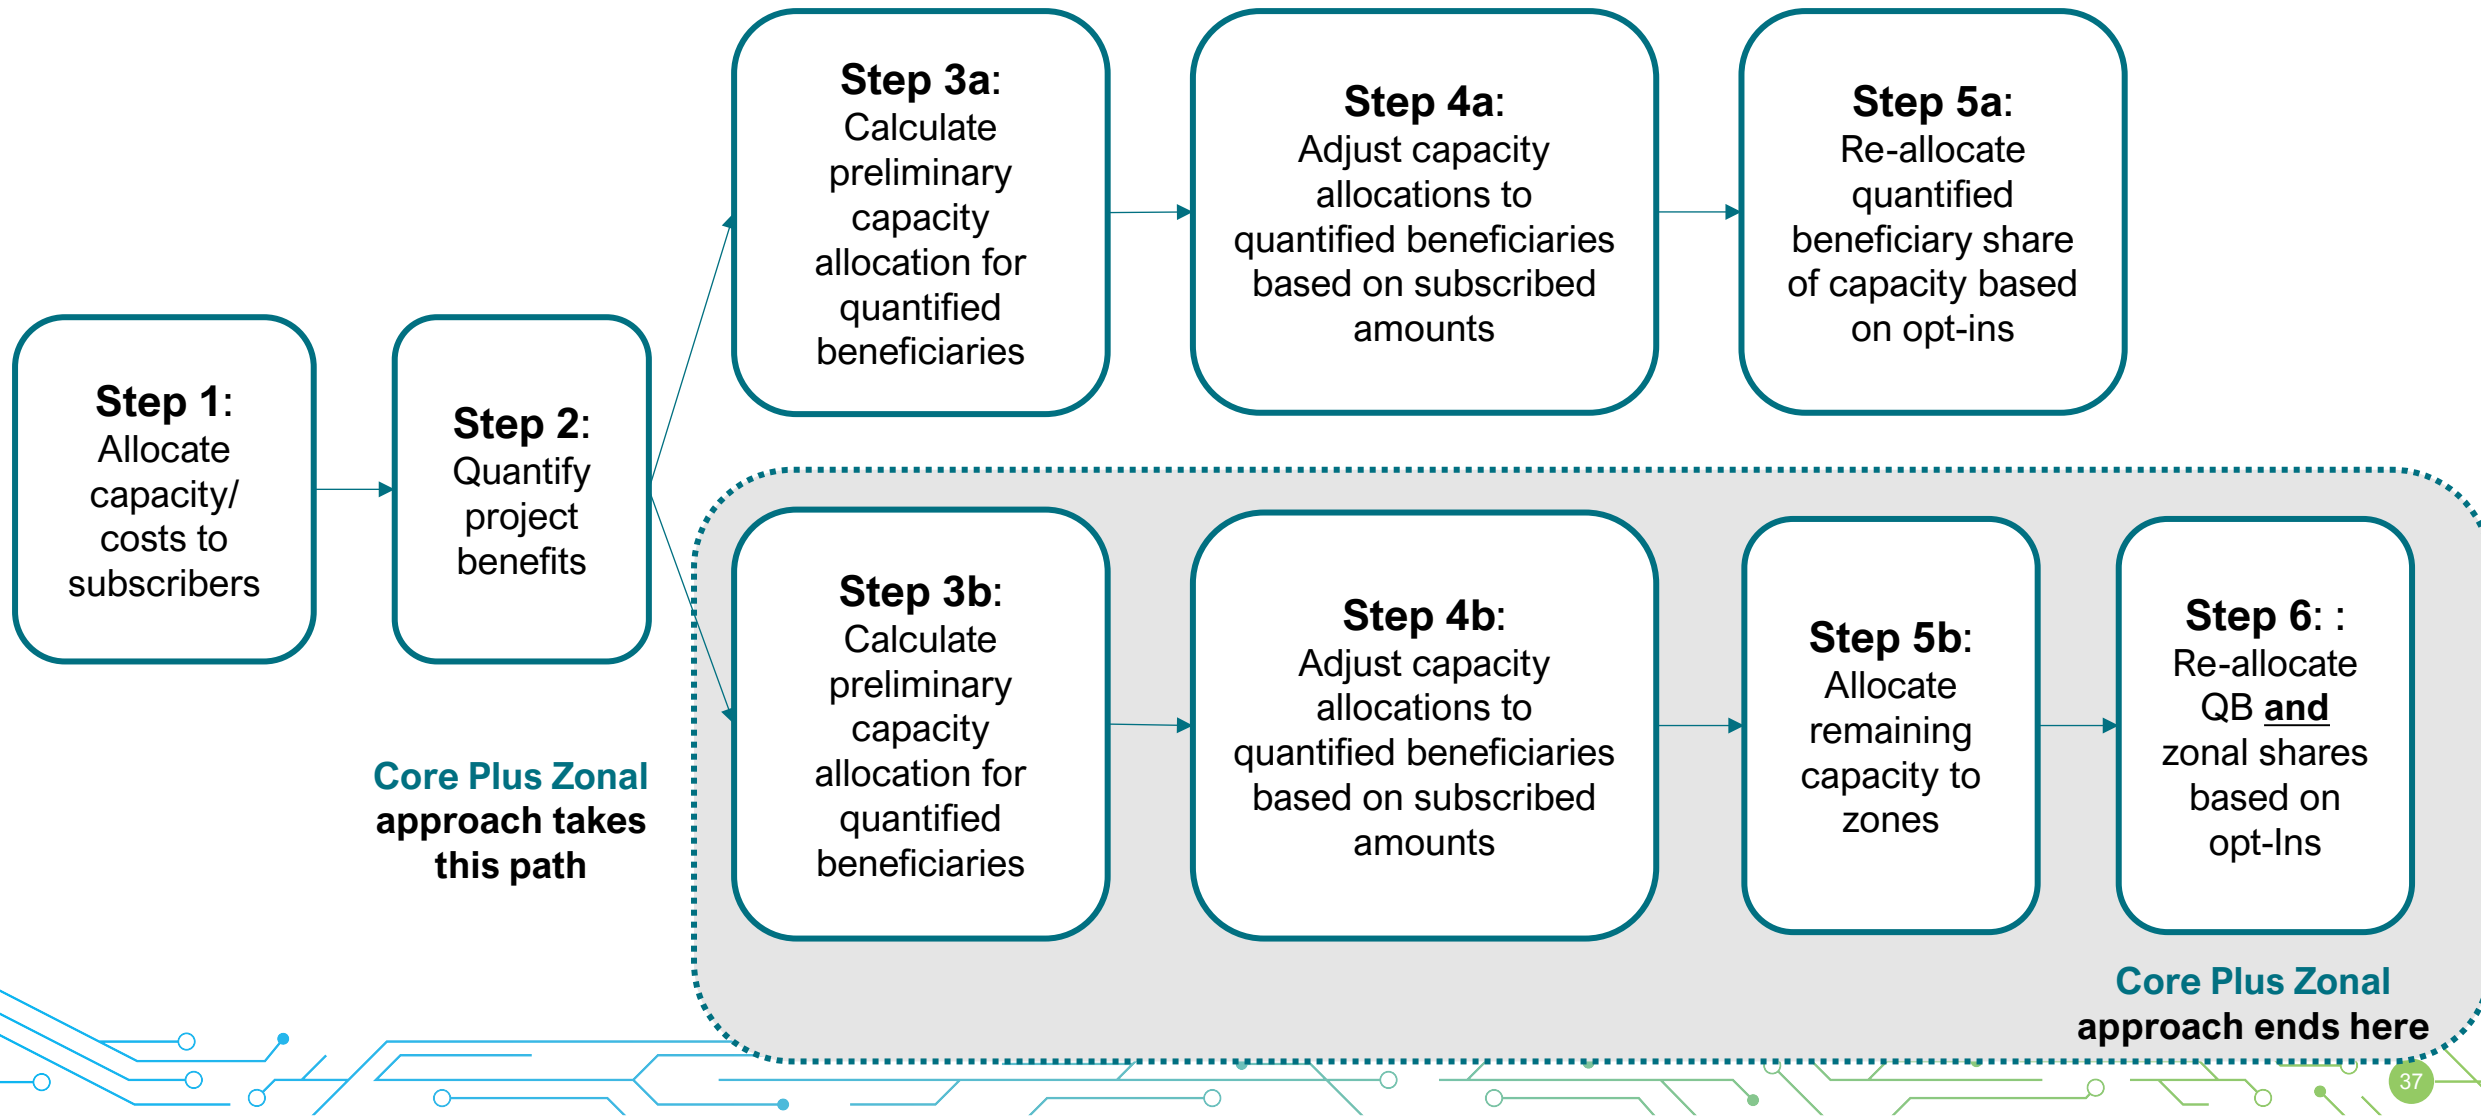 Step 1:
Allocate
capacity/
costs to
subscribers
Step 2:
Quantify
project
benefits
Step 3a:
Calculate
preliminary
capacity
allocation for
quantified
beneficiaries
Step 4a:
Adjust capacity
allocations to
quantified beneficiaries
based on subscribed
amounts
Step 5a:
Re-allocate
quantified
beneficiary share
of capacity based
on opt-ins
Core Plus Zonal
approach takes
this path
Step 3b:
Calculate
preliminary
capacity
allocation for
quantified
beneficiaries
Step 4b:
Adjust capacity
allocations to
quantified beneficiaries
based on subscribed
amounts
Step 5b:
Allocate
remaining
capacity to
zones
Step 6: :
Re-allocate
QB and
zonal shares
based on
opt-Ins
Core Plus Zonal
approach ends here
37